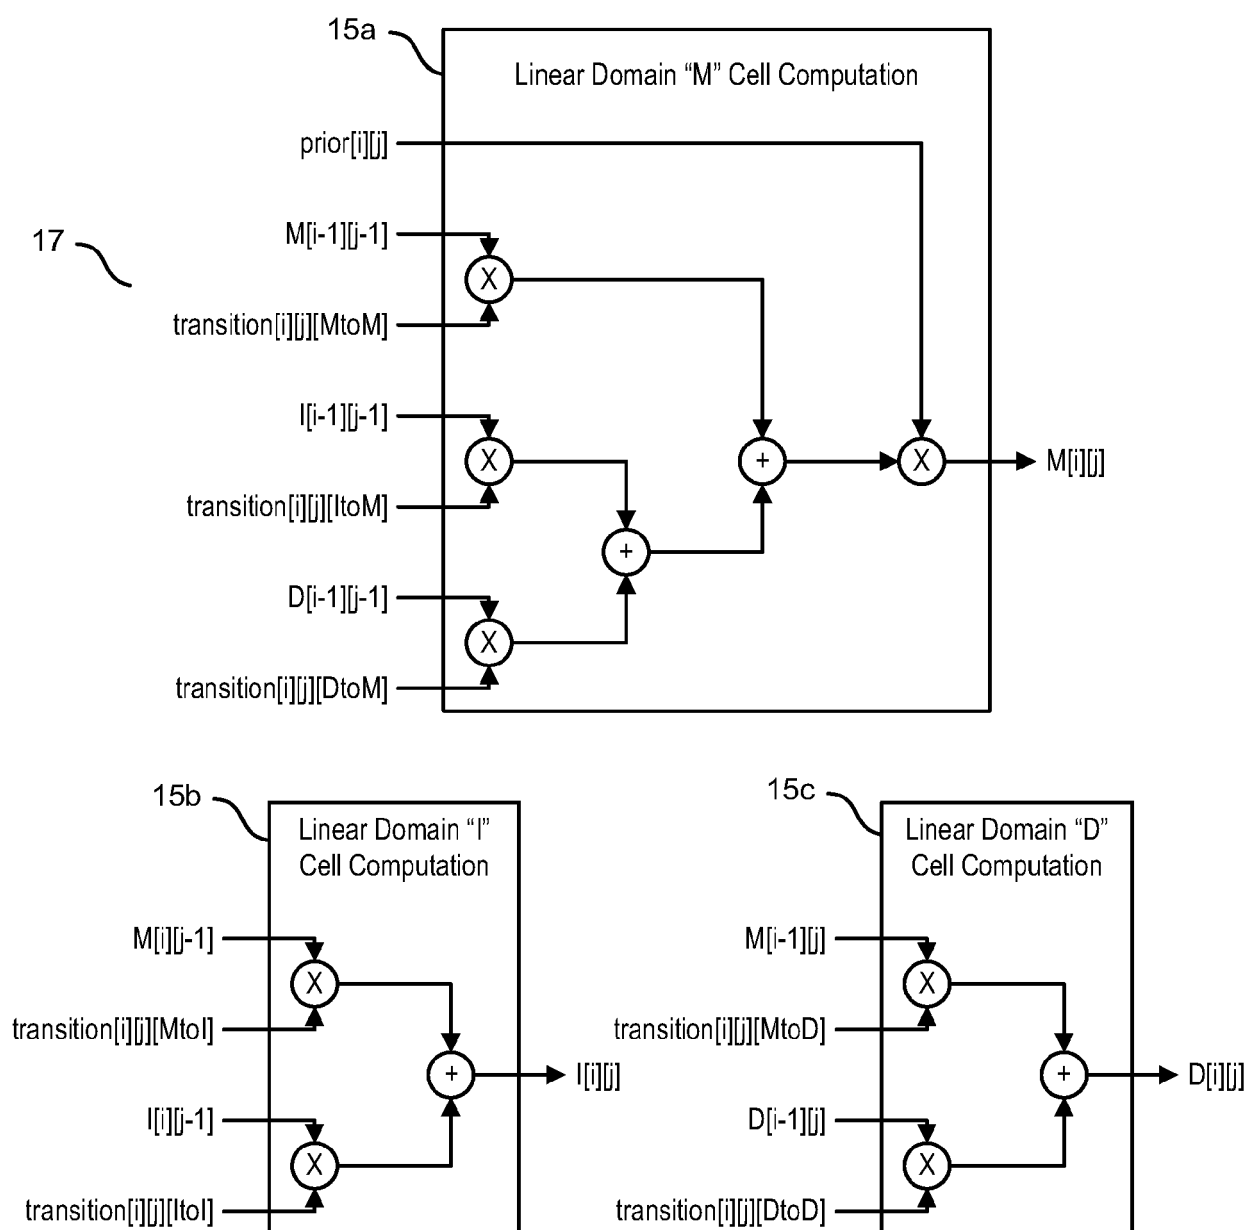 15a
Linear Domain “M” Cell Computation
prior[i][j]
17
M[i-1][j-1]
X
transition[i][j][MtoM]
I[i-1][j-1]
X
+
X
M[i][j]
transition[i][j][ItoM]
+
D[i-1][j-1]
X
transition[i][j][DtoM]
15b
Linear Domain “I”
Cell Computation
M[i][j-1]
X
transition[i][j][MtoI]
+
I[i][j]
I[i][j-1]
X
transition[i][j][ItoI]
15c
Linear Domain “D”
Cell Computation
M[i-1][j]
X
transition[i][j][MtoD]
+
D[i][j]
D[i-1][j]
X
transition[i][j][DtoD]